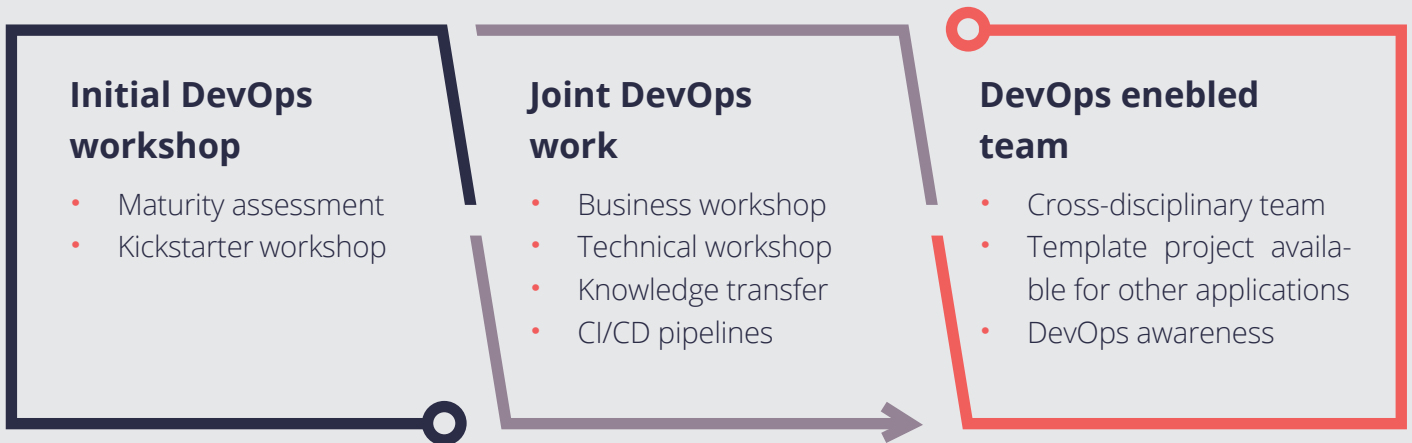 Initial DevOps
workshop
• Maturity assessment
• Kickstarter workshop
Joint DevOps
work
• Business workshop
• Technical workshop
• Knowledge transfer
• CI/CD pipelines
DevOps enebled
team
• Cross-disciplinary team
• Template project availa-
ble for other applications
• DevOps awareness